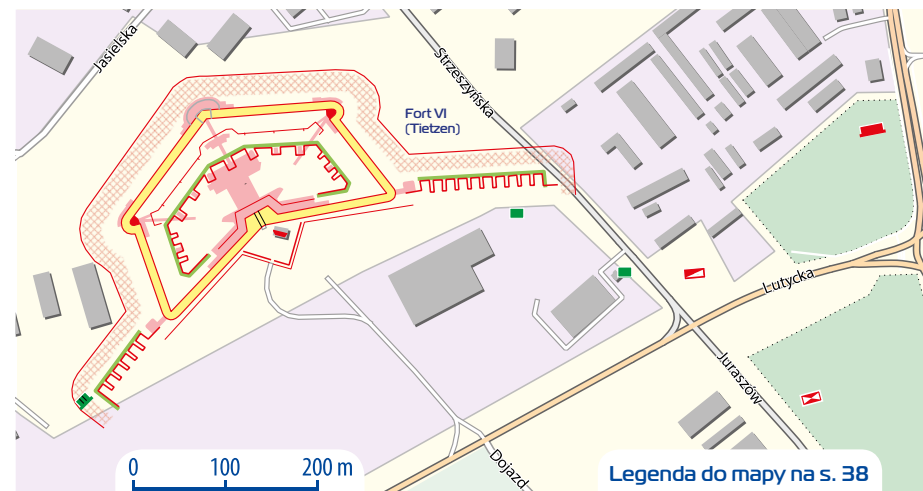 Jasielska
Strzeszyńska
Fort VI
(Tietzen)
Lutycka
Juraszów
Dojazd
0 100 200 m
Legenda do mapy na s. 38